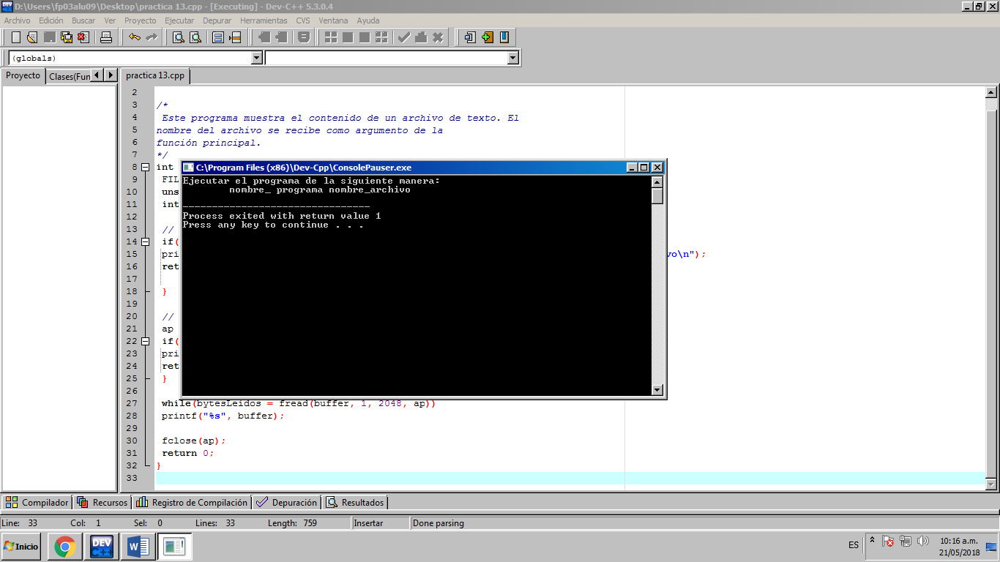 D:\Users\fp03alu09\Desktop\practica 13.cpp - [Executing] - Dev-C++ 5.3.0.4
Archivo Edición Buscar Ver Proyecto Ejecutar Depurar Herramientas CVS Ventana Ayuda
(globals)
Proyecto Clases(Fun practica 13.cpp
2
3 /*
4 Este programa muestra el contenido de un archivo de texto. El
5 nombre del archivo se recibe como argumento de la
6 función principal.
7 */
8 int
9 FIL
10 uns
11 int
12
13 //
14 if(
15 pri vo\n");
16 ret
17
18 }
19
20 //
21 ap
22 if(
23 pri
24 ret
25 }
26
27 while(bytesLeidos = fread(buffer, 1, 2048, ap))
28 printf("%s", buffer);
29
30 fclose(ap);
31 return 0;
32 }
33
C:\Program Files (x86)\Dev-Cpp\ConsolePauser.exe
Ejecutar el programa de la siguiente manera:
nombre_ programa nombre_archivo
--------------------------------
Process exited with return value 1
Press any key to continue . . .
Compilador Recursos Registro de Compilación Depuración Resultados
Line: 33 Col: 1 Sel: 0 Lines: 33 Length: 759 Insertar Done parsing
Inicio DEV C++ W ES 10:16 a.m.
21/05/2018